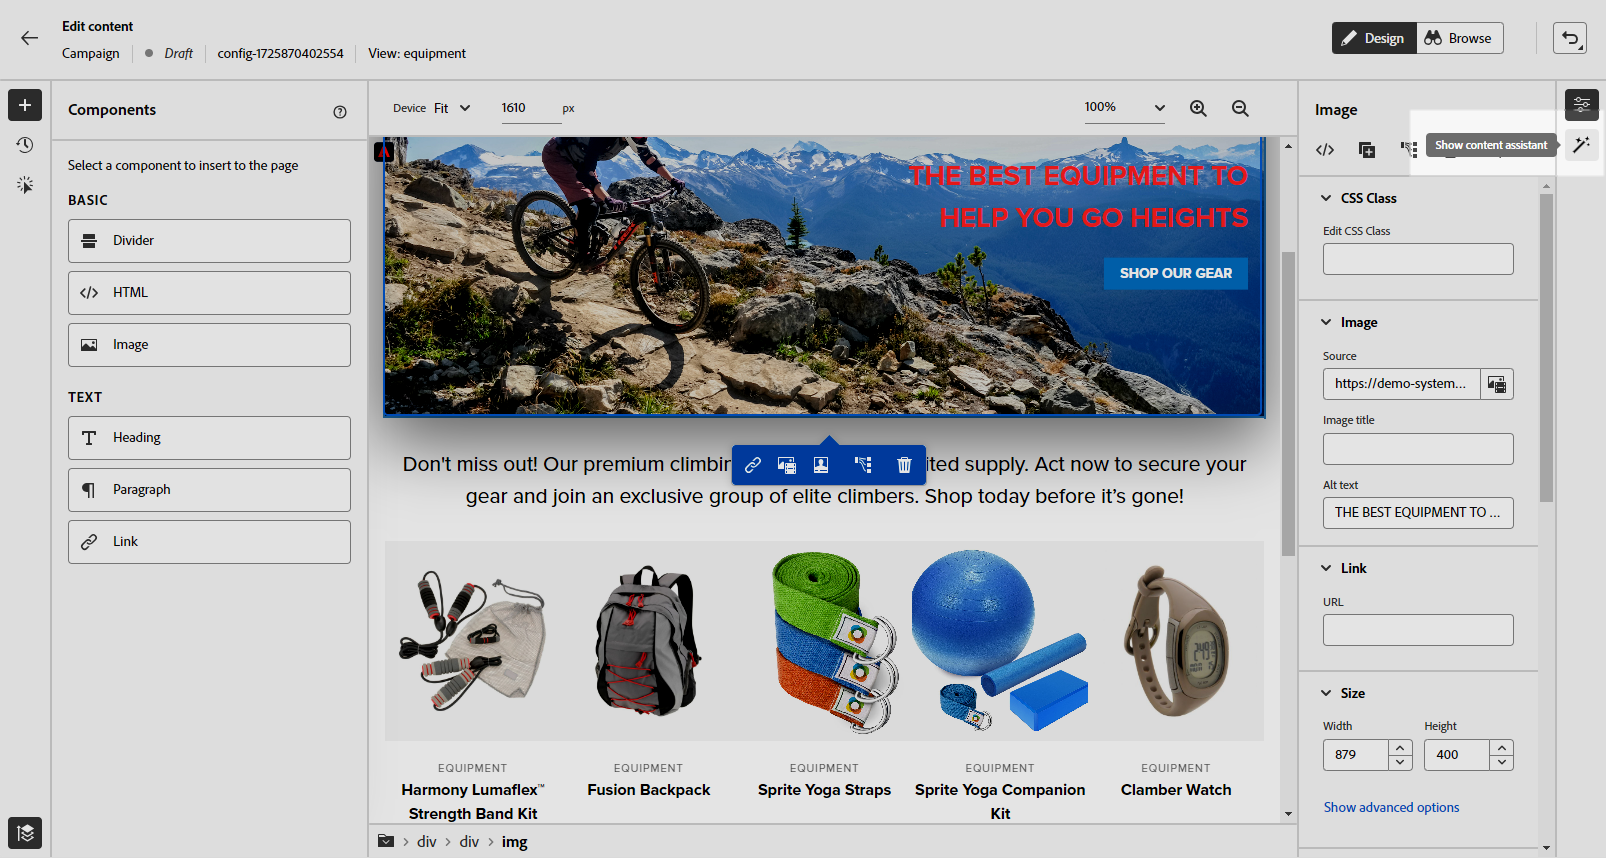 Edit content
Campaign
Draft
config-1725870402554
View: equipment
Design
Browse
Components
Select a component to insert to the page
BASIC
Divider
HTML
Image
TEXT
Heading
Paragraph
Link
Device Fit
1610 px
100%
THE BEST EQUIPMENT TO
HELP YOU GO HEIGHTS
SHOP OUR GEAR
Don't miss out! Our premium climbin ited supply. Act now to secure your
gear and join an exclusive group of elite climbers. Shop today before it’s gone!
EQUIPMENT
Harmony Lumaflex™
Strength Band Kit
EQUIPMENT
Fusion Backpack
EQUIPMENT
Sprite Yoga Straps
EQUIPMENT
Sprite Yoga Companion
Kit
EQUIPMENT
Clamber Watch
div > div > img
Image
Show content assistant
CSS Class
Edit CSS Class
Image
Source
https://demo-system...
Image title
Alt text
THE BEST EQUIPMENT TO ...
Link
URL
Size
Width
Height
879
400
Show advanced options